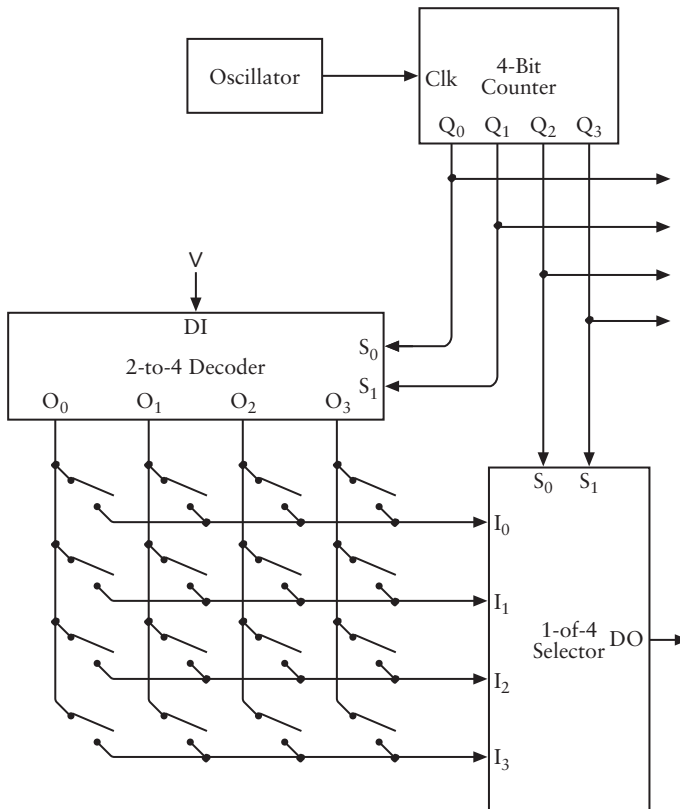 Oscillator
Clk
4-Bit
Counter
Q₀ Q₁ Q₂ Q₃
V
DI
2-to-4 Decoder
S₀
S₁
O₀ O₁ O₂ O₃
S₀ S₁
I₀
I₁
I₂
I₃
1-of-4
Selector
DO